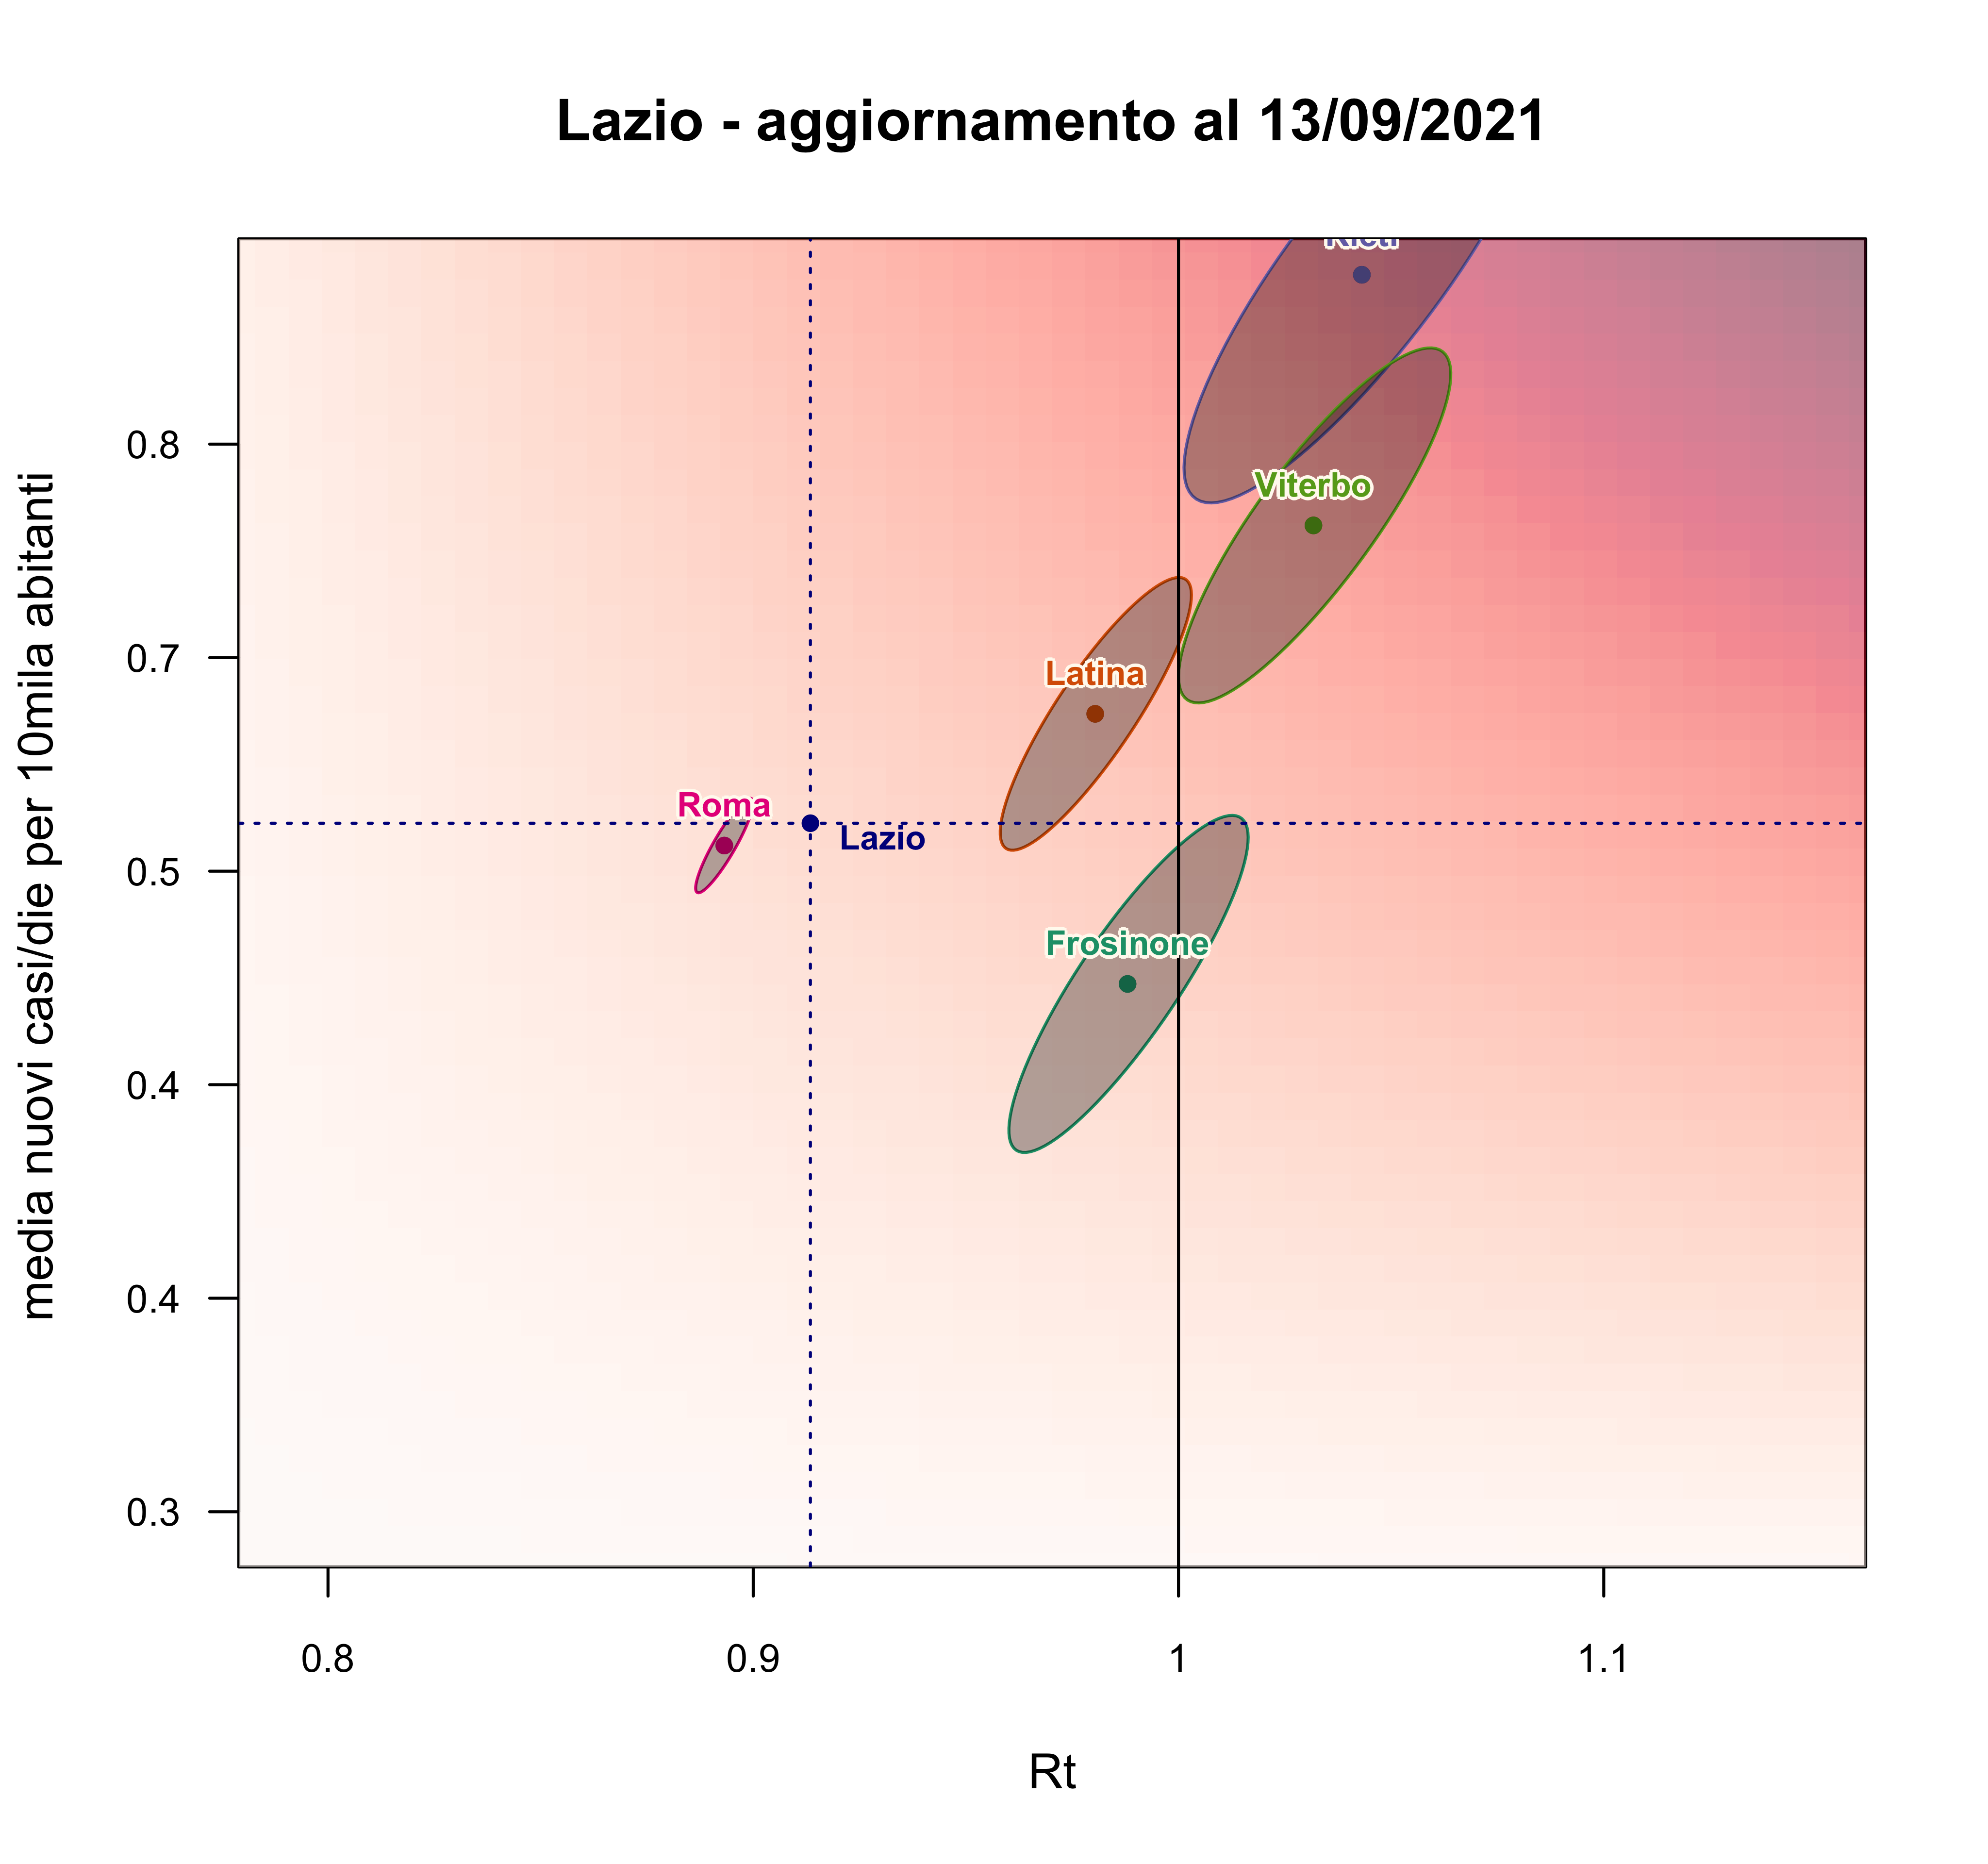 Lazio - aggiornamento al 13/09/2021
media nuovi casi/die per 10mila abitanti
0.8
0.7
0.5
0.4
0.4
0.3
Rieti
Viterbo
Latina
Roma
Lazio
Frosinone
0.8
0.9
1
1.1
Rt